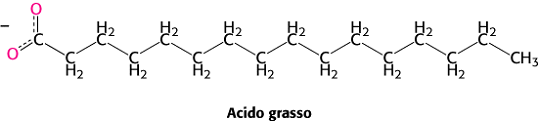 O
−
H2 H2 H2 H2 H2 H2 H2
C C C C C C C C
O
C C C C C C C CH3
H2 H2 H2 H2 H2 H2 H2
Acido grasso